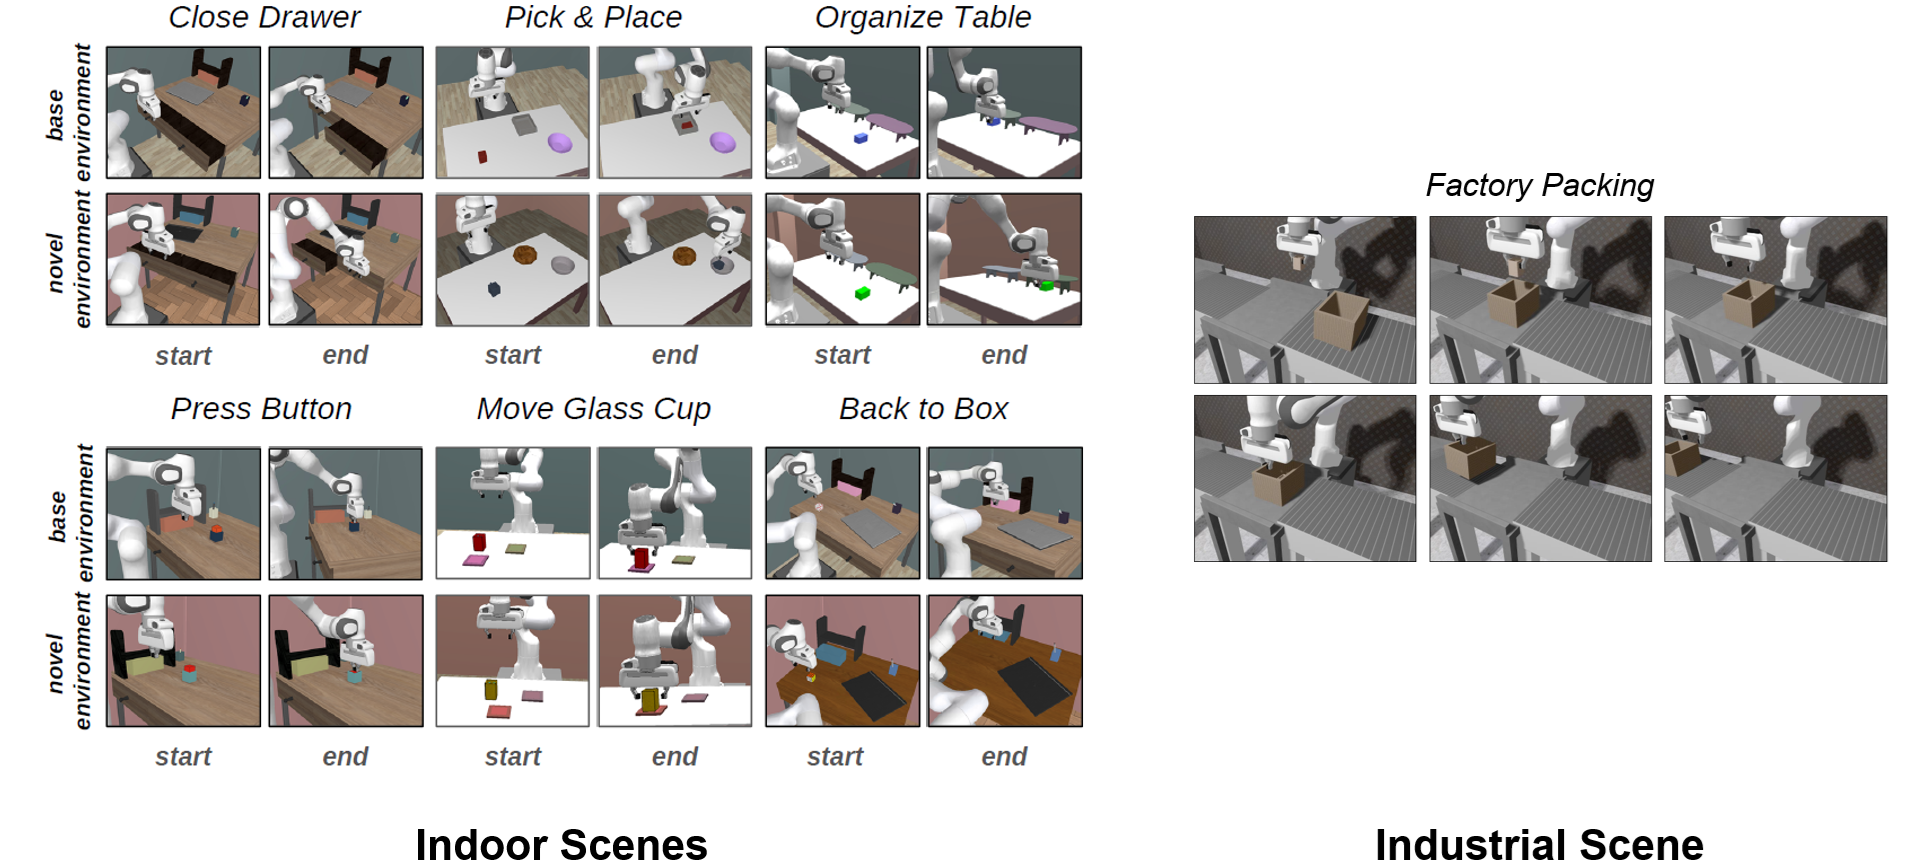 Close Drawer
Pick & Place
Organize Table
base
environment
novel
environment
start
end
start
end
start
end
Press Button
Move Glass Cup
Back to Box
base
environment
novel
environment
start
end
start
end
start
end
Indoor Scenes
Factory Packing
Industrial Scene